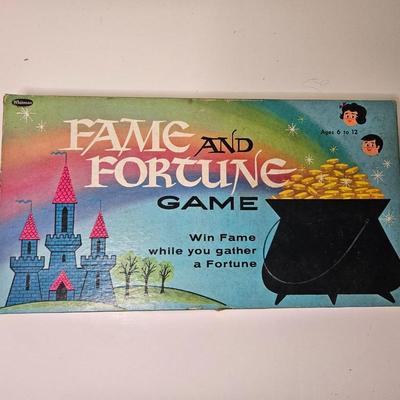 Whitman
FAME AND
FORTUNE
GAME
Ages 6 to 12
Win Fame
while you gather
a Fortune